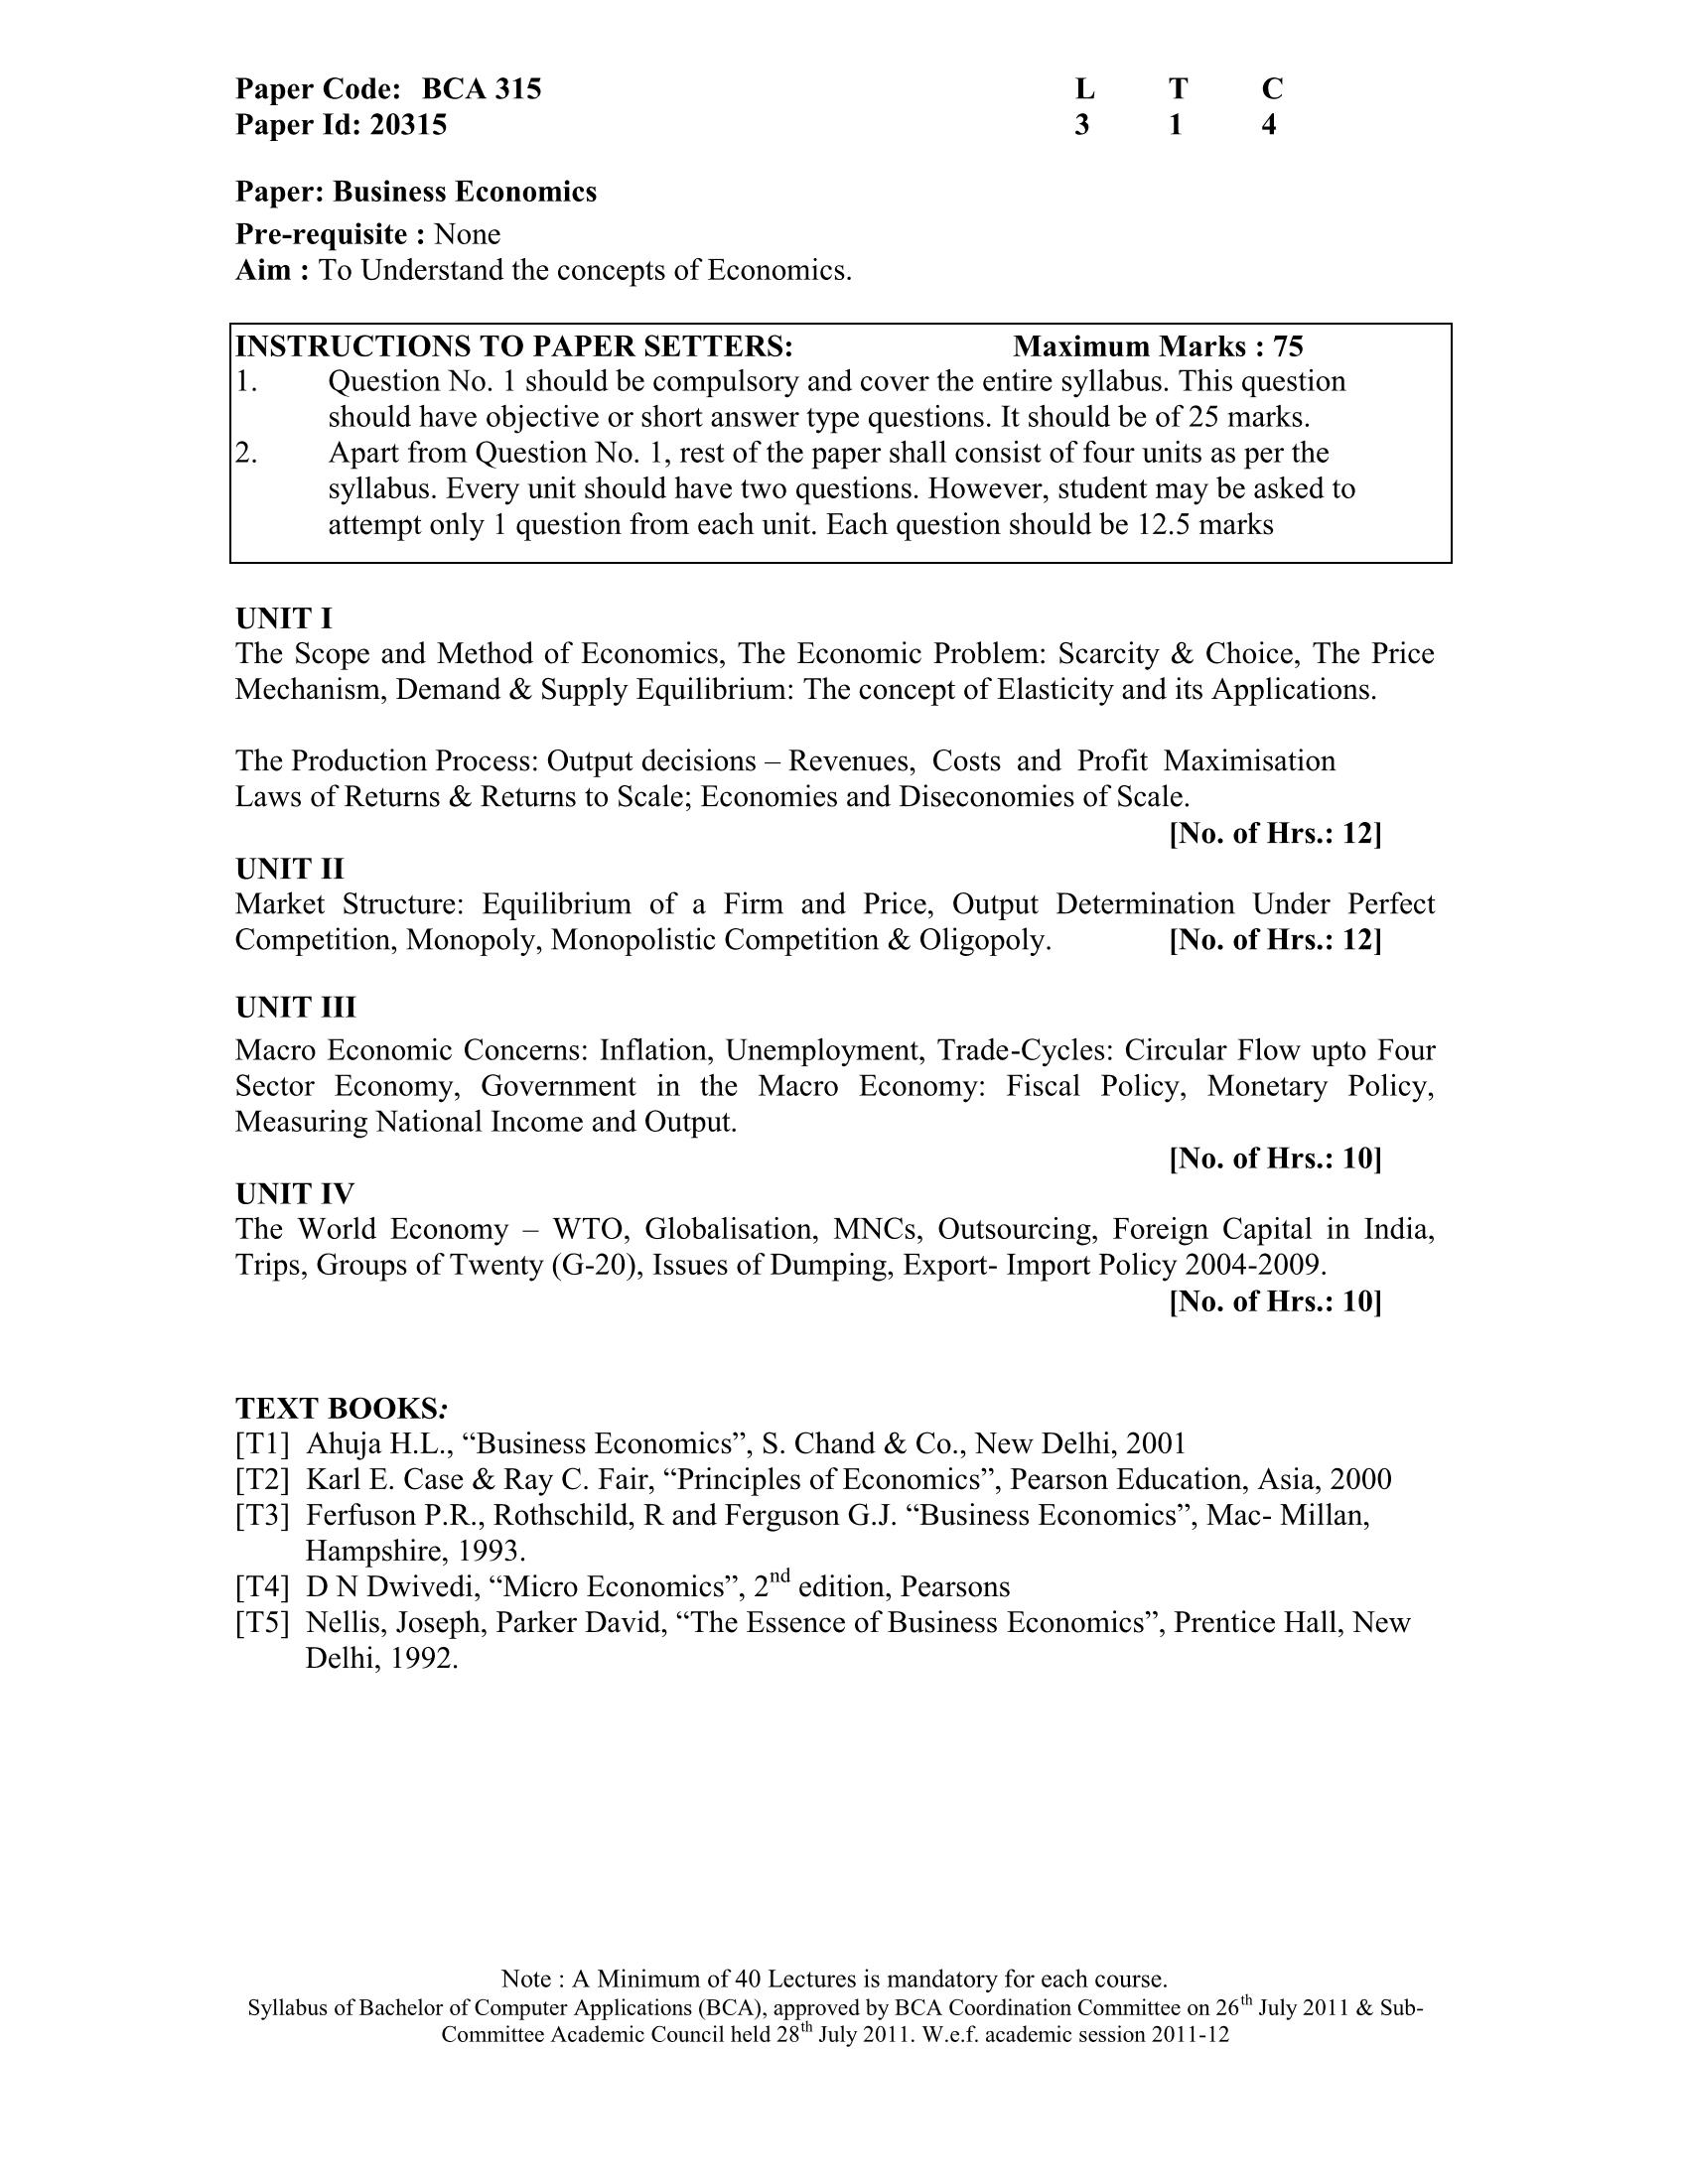 Paper Code: BCA 315 L T C
Paper Id: 20315 3 1 4
Paper: Business Economics
Pre-requisite : None
Aim : To Understand the concepts of Economics.
INSTRUCTIONS TO PAPER SETTERS: Maximum Marks : 75
1. Question No. 1 should be compulsory and cover the entire syllabus. This question
should have objective or short answer type questions. It should be of 25 marks.
2. Apart from Question No. 1, rest of the paper shall consist of four units as per the
syllabus. Every unit should have two questions. However, student may be asked to
attempt only 1 question from each unit. Each question should be 12.5 marks
UNIT I
The Scope and Method of Economics, The Economic Problem: Scarcity & Choice, The Price
Mechanism, Demand & Supply Equilibrium: The concept of Elasticity and its Applications.
The Production Process: Output decisions – Revenues, Costs and Profit Maximisation
Laws of Returns & Returns to Scale; Economies and Diseconomies of Scale.
[No. of Hrs.: 12]
UNIT II
Market Structure: Equilibrium of a Firm and Price, Output Determination Under Perfect
Competition, Monopoly, Monopolistic Competition & Oligopoly. [No. of Hrs.: 12]
UNIT III
Macro Economic Concerns: Inflation, Unemployment, Trade-Cycles: Circular Flow upto Four
Sector Economy, Government in the Macro Economy: Fiscal Policy, Monetary Policy,
Measuring National Income and Output.
[No. of Hrs.: 10]
UNIT IV
The World Economy – WTO, Globalisation, MNCs, Outsourcing, Foreign Capital in India,
Trips, Groups of Twenty (G-20), Issues of Dumping, Export- Import Policy 2004-2009.
[No. of Hrs.: 10]
TEXT BOOKS:
[T1] Ahuja H.L., “Business Economics”, S. Chand & Co., New Delhi, 2001
[T2] Karl E. Case & Ray C. Fair, “Principles of Economics”, Pearson Education, Asia, 2000
[T3] Ferfuson P.R., Rothschild, R and Ferguson G.J. “Business Economics”, Mac- Millan,
Hampshire, 1993.
[T4] D N Dwivedi, “Micro Economics”, 2nd edition, Pearsons
[T5] Nellis, Joseph, Parker David, “The Essence of Business Economics”, Prentice Hall, New
Delhi, 1992.
Note : A Minimum of 40 Lectures is mandatory for each course.
Syllabus of Bachelor of Computer Applications (BCA), approved by BCA Coordination Committee on 26th July 2011 & Sub-
Committee Academic Council held 28th July 2011. W.e.f. academic session 2011-12